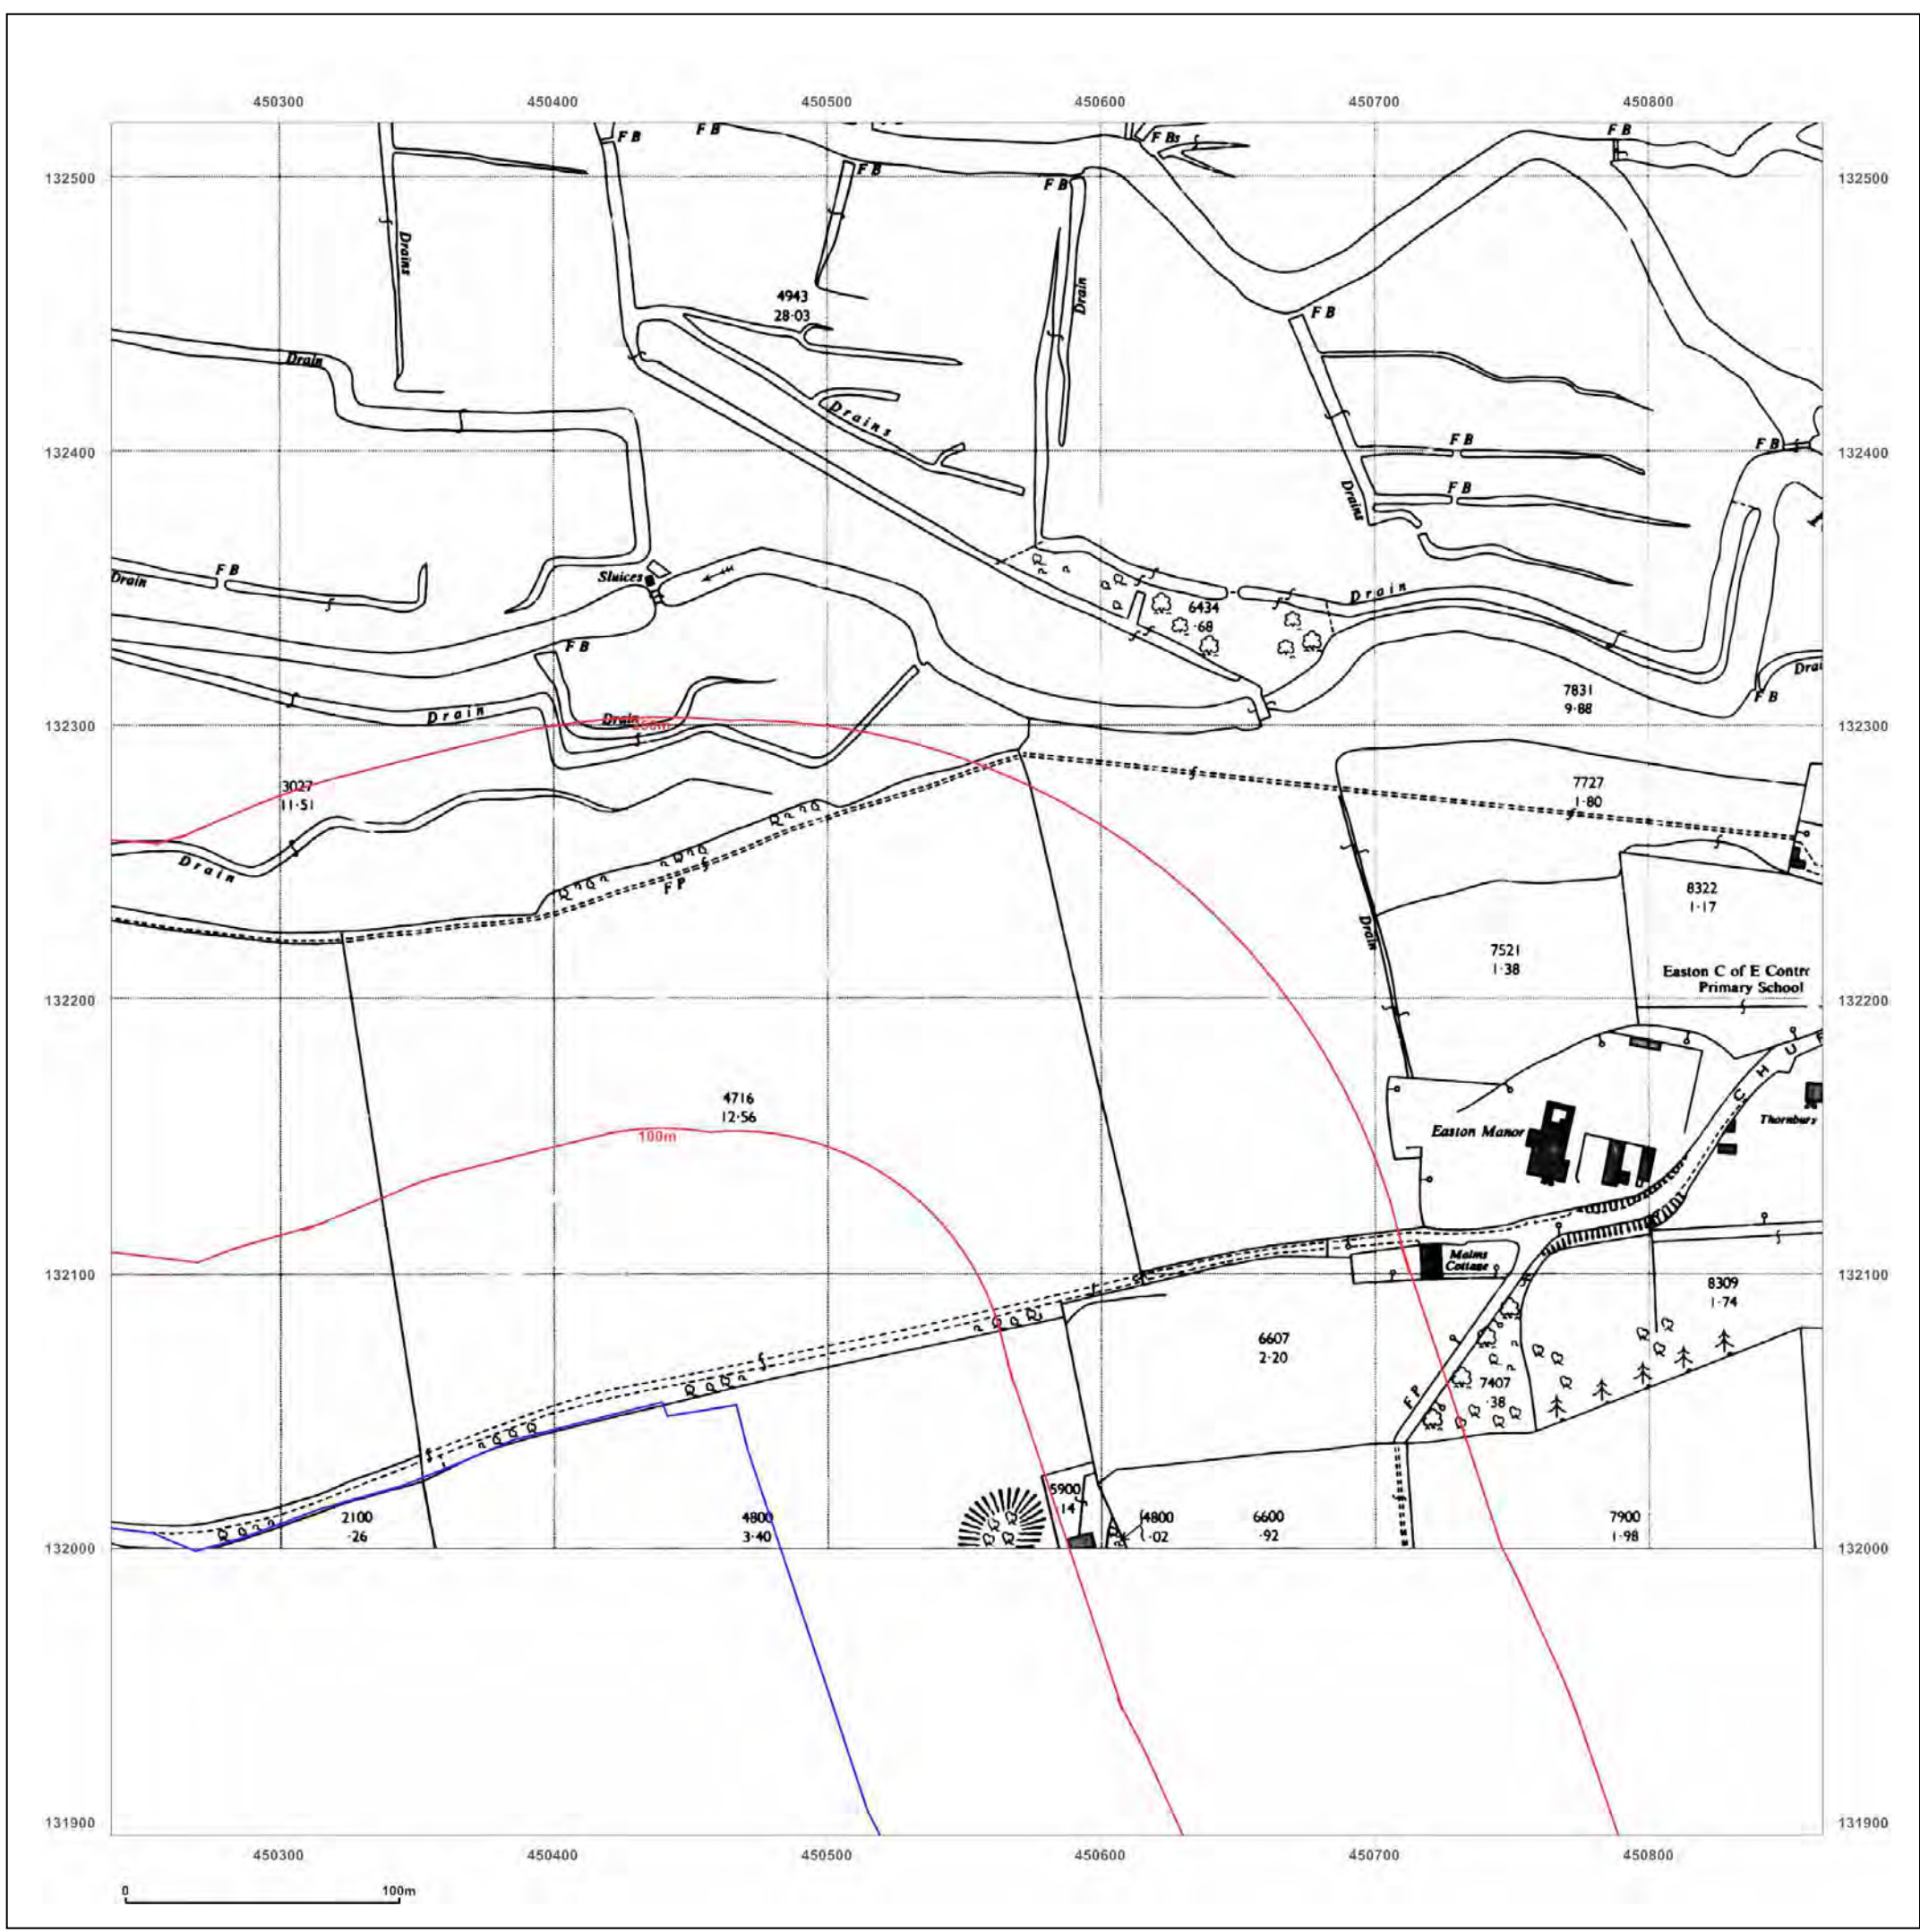 450300 450400 450500 450600 450700 450800
F B
F B
F Bs
F B
132500
132500
F B
F B
Drains
Drain
4943
28·03
F B
Drain
Drains
F B
132400
F B
132400
F B
Drains
Sluices
F B
Drain
Drain
6434
·68
F B
Drain
7831
9·88
F B
Drain
132300
250m
132300
3027
11·51
7727
1·80
Drain
F P
8322
1·17
Drain
7521
1·38
Easton C of E Contr
Primary School
132200
132200
C H U
4716
12·56
100m
Easton Manor
Thornbury
Malms
Cottage
132100
132100
8309
1·74
6607
2·20
F P
7407
·38
5900
·14
2100
·26
4800
3·40
4800
·02
6600
·92
7900
1·98
132000
132000
131900
131900
450300 450400 450500 450600 450700 450800
0 100m